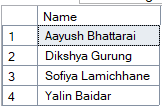 Name
1 Aayush Bhattarai
2 Dikshya Gurung
3 Sofiya Lamichhane
4 Yalin Baidar